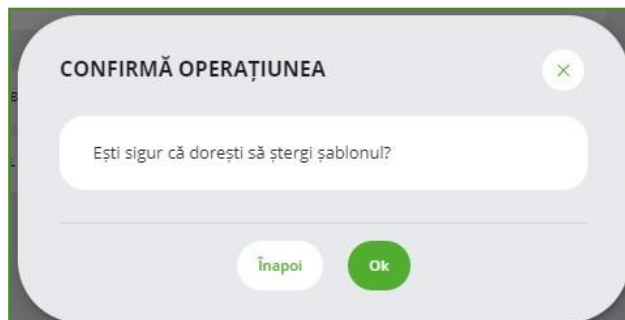 CONFIRMĂ OPERAȚIUNEA
Ești sigur că dorești să ștergi șablonul?
Înapoi
Ok